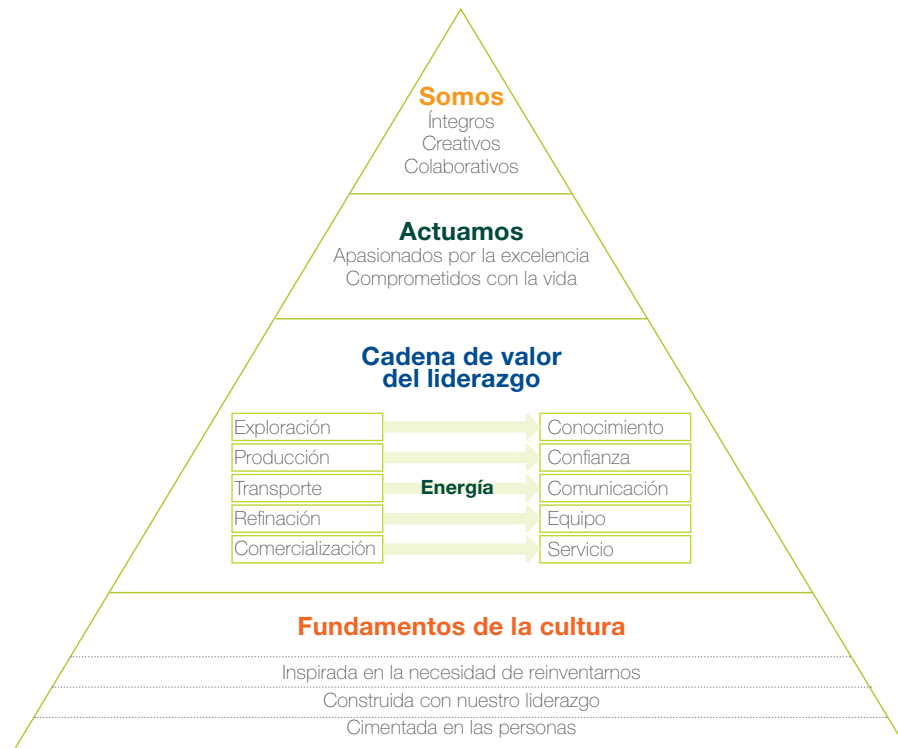 Somos
Íntegros
Creativos
Colaborativos
Actuamos
Apasionados por la excelencia
Comprometidos con la vida
Cadena de valor
del liderazgo
Exploración Conocimiento
Producción Confianza
Transporte Energía Comunicación
Refinación Equipo
Comercialización Servicio
Fundamentos de la cultura
Inspirada en la necesidad de reinventarnos
Construida con nuestro liderazgo
Cimentada en las personas